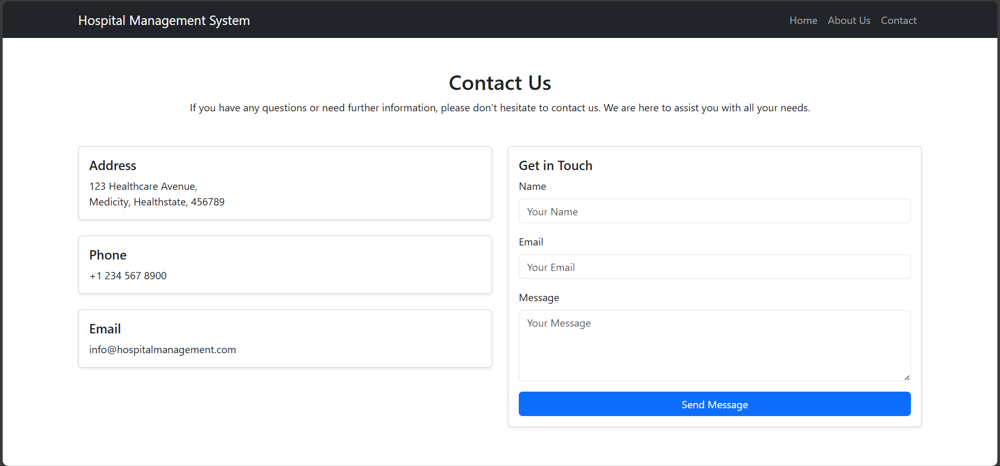 Hospital Management System
Home About Us Contact
Contact Us
If you have any questions or need further information, please don't hesitate to contact us. We are here to assist you with all your needs.
Address
123 Healthcare Avenue,
Medicity, Healthstate, 456789
Phone
+1 234 567 8900
Email
info@hospitalmanagement.com
Get in Touch
Name
Your Name
Email
Your Email
Message
Your Message
Send Message